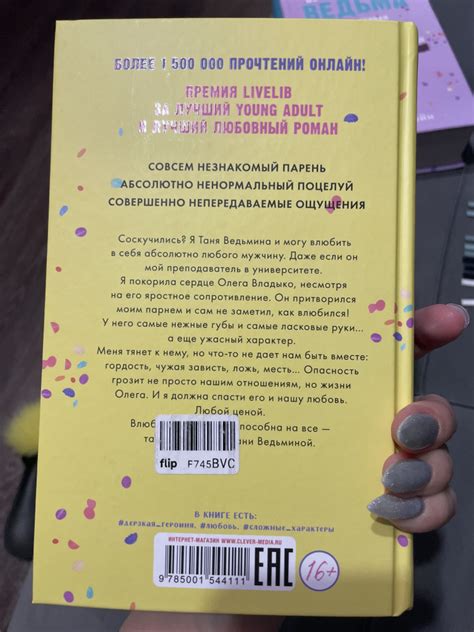 ВЕДЬМА
БОЛЕЕ 1 500 000 ПРОЧТЕНИЙ ОНЛАЙН!
ПРЕМИЯ LIVELIB
ЗА ЛУЧШИЙ YOUNG ADULT
И ЛУЧШИЙ ЛЮБОВНЫЙ РОМАН
СОВСЕМ НЕЗНАКОМЫЙ ПАРЕНЬ
АБСОЛЮТНО НЕНОРМАЛЬНЫЙ ПОЦЕЛУЙ
СОВЕРШЕННО НЕПЕРЕДАВАЕМЫЕ ОЩУЩЕНИЯ
Соскучились? Я Таня Ведьмина и могу влюбить
в себя абсолютно любого мужчину. Даже если он
мой преподаватель в университете.
Я покорила сердце Олега Владыко, несмотря
на его яростное сопротивление. Он притворился
моим парнем и сам не заметил, как влюбился!
У него самые нежные губы и самые ласковые руки...
а еще ужасный характер.
Меня тянет к нему, но что-то не дает нам быть вместе:
гордость, чужая зависть, ложь, месть... Опасность
грозит не просто нашим отношениям, но жизни
Олега. И я должна спасти его и нашу любовь.
Любой ценой.
Влюб пособна на все —
та ани Ведьминой.
flip F745BVC
В КНИГЕ ЕСТЬ:
#дерзкая_героиня, #любовь, #сложные_характеры
ИНТЕРНЕТ-МАГАЗИН WWW.CLEVER-MEDIA.RU
9 785001 544111
ЕАС
16+